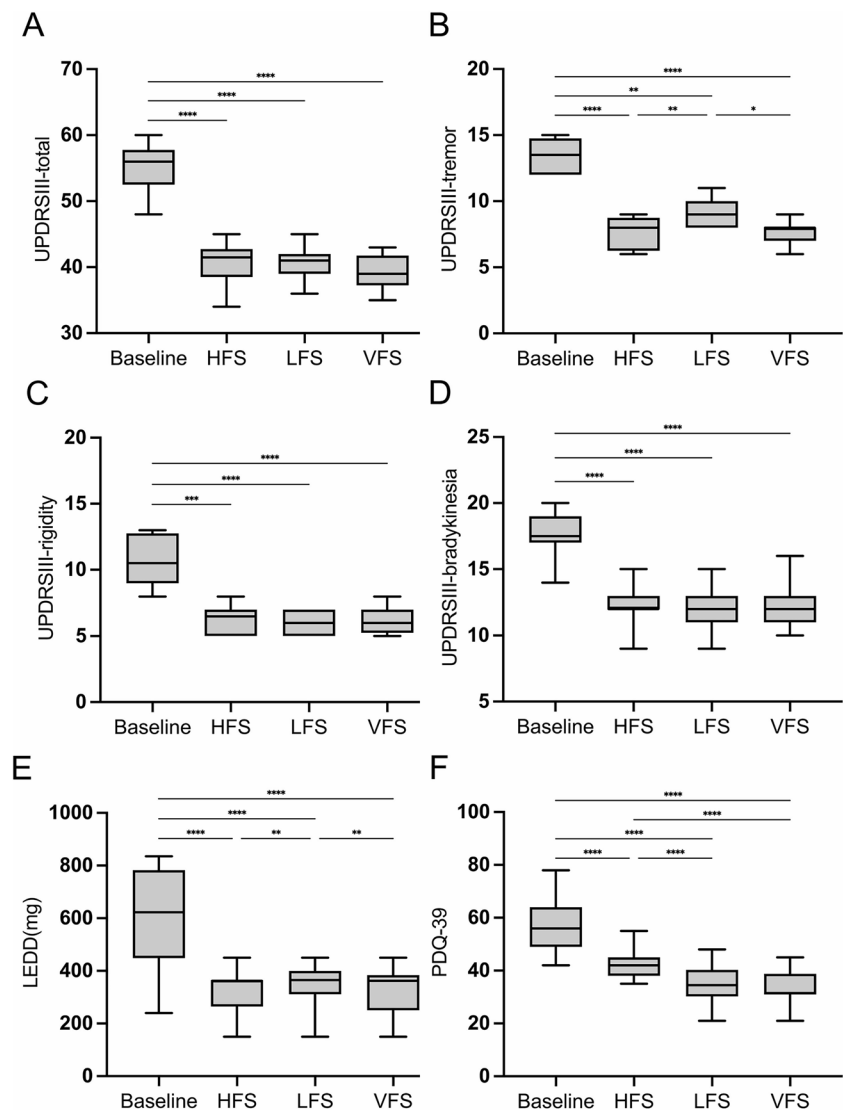 A
UPDRSIII-total
70
60
50
40
30
****
****
****
Baseline HFS LFS VFS
B
UPDRSIII-tremor
20
15
10
5
0
****
**
**** ** *
Baseline HFS LFS VFS
C
UPDRSIII-rigidity
20
15
10
5
0
****
****
***
Baseline HFS LFS VFS
D
UPDRSIII-bradykinesia
25
20
15
10
5
****
****
****
Baseline HFS LFS VFS
E
LEDD(mg)
1000
800
600
400
200
0
****
****
**** ** **
Baseline HFS LFS VFS
F
PDQ-39
100
80
60
40
20
0
****
****
****
**** ****
Baseline HFS LFS VFS